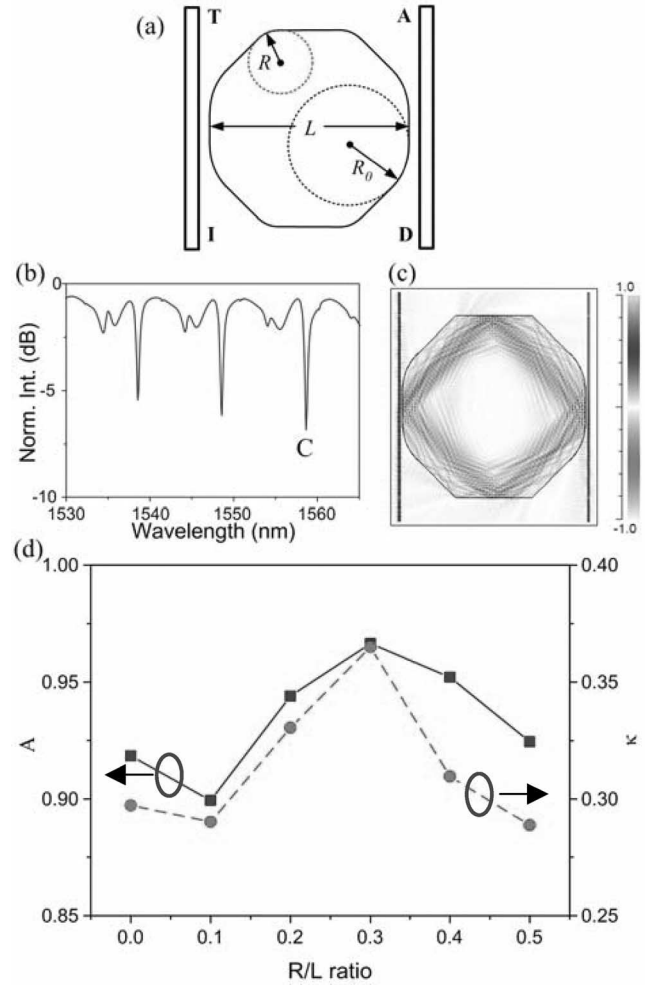 (a)
T
A
R
L
R₀
I
D
(b)
(c)
0
-5
-10
Norm. Int. (dB)
C
1530
1540
1550
1560
Wavelength (nm)
1.0
-1.0
(d)
1.00
0.95
0.90
0.85
A
0.40
0.35
0.30
0.25
κ
0.0
0.1
0.2
0.3
0.4
0.5
R/L ratio